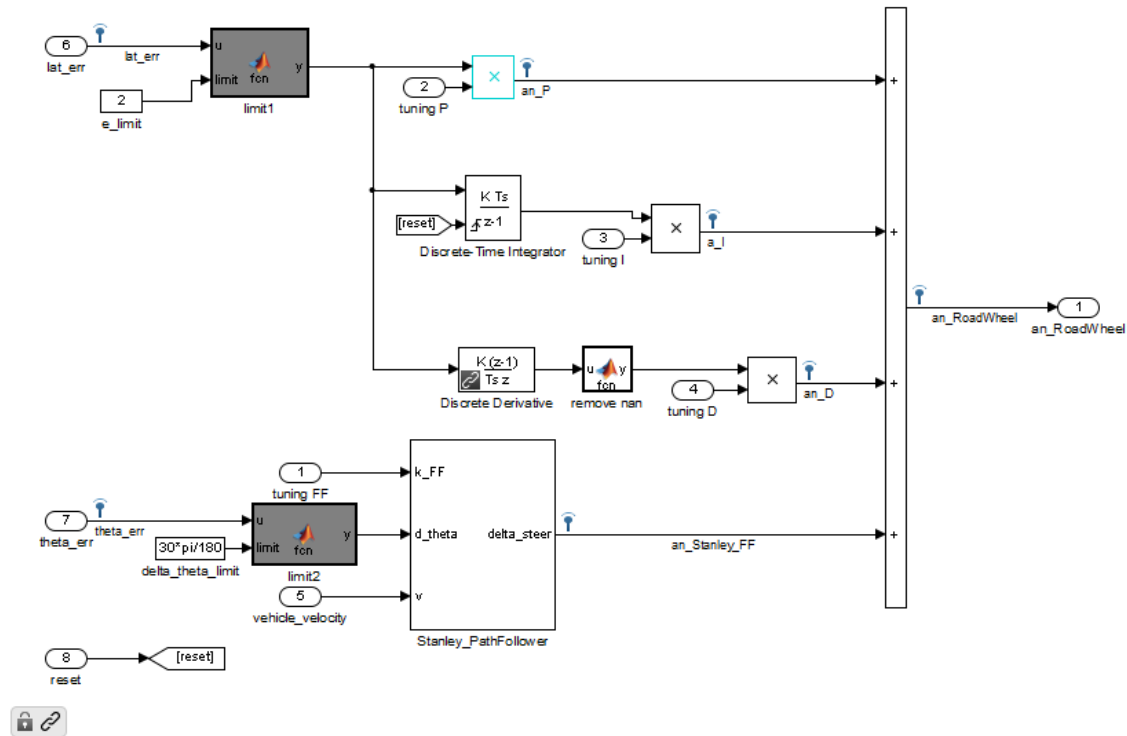 6
lat_err
lat_err
2
e_limit
u
limit
fcn
y
limit1
2
tuning P
×
an_P
+
K Ts
z-1
[reset]
Discrete-Time Integrator
3
tuning I
×
a_I
+
K (z-1)
Ts z
Discrete Derivative
u
y
fcn
remove nan
4
tuning D
×
an_D
+
an_RoadWheel
1
an_RoadWheel
1
tuning FF
k_FF
7
theta_err
theta_err
30*pi/180
delta_theta_limit
u
limit
fcn
y
limit2
d_theta
delta_steer
an_Stanley_FF
+
5
vehicle_velocity
v
Stanley_PathFollower
8
reset
[reset]